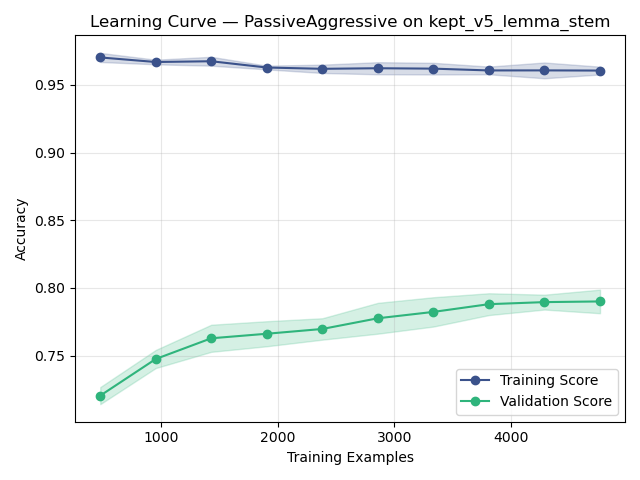 Learning Curve — PassiveAggressive on kept_v5_lemma_stem
Accuracy
0.95
0.90
0.85
0.80
0.75
1000
2000
3000
4000
Training Examples
Training Score
Validation Score